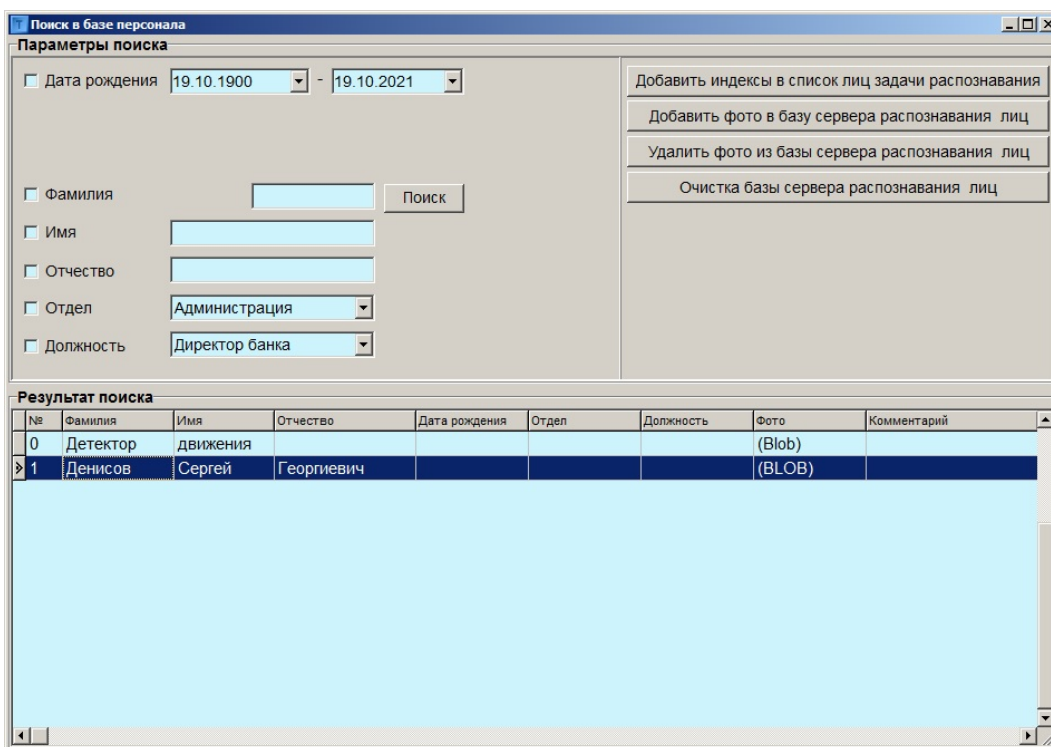 Поиск в базе персонала
Параметры поиска
Дата рождения 19.10.1900 - 19.10.2021
Фамилия Поиск
Имя
Отчество
Отдел Администрация
Должность Директор банка
Добавить индексы в список лиц задачи распознавания
Добавить фото в базу сервера распознавания лиц
Удалить фото из базы сервера распознавания лиц
Очистка базы сервера распознавания лиц
Результат поиска
№ Фамилия Имя Отчество Дата рождения Отдел Должность Фото Комментарий
0 Детектор движения (Blob)
1 Денисов Сергей Георгиевич (BLOB)